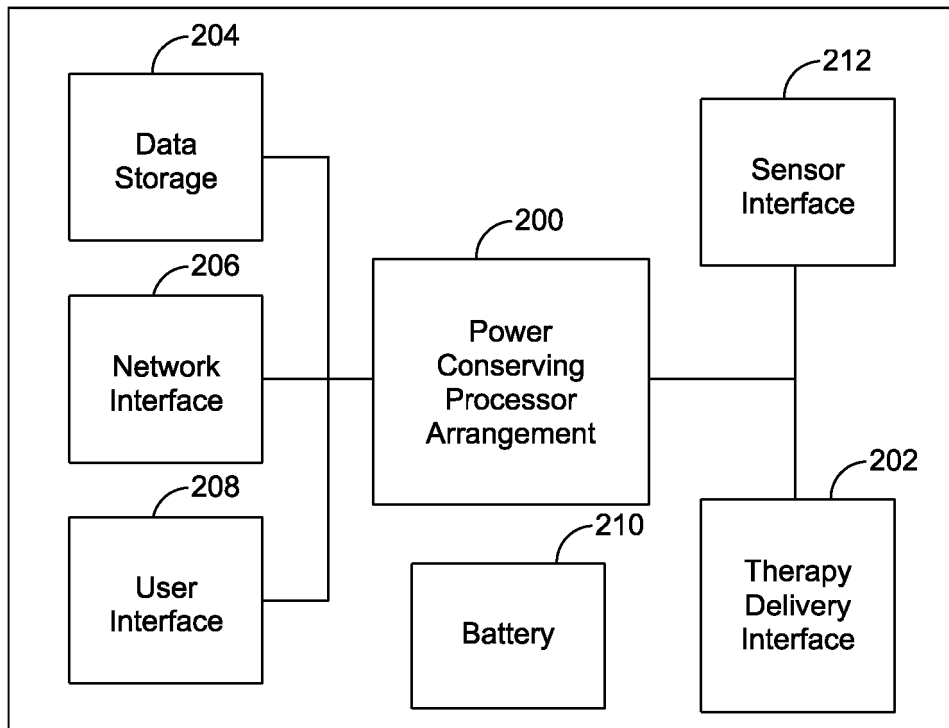 204
Data
Storage
206
Network
Interface
208
User
Interface
200
Power
Conserving
Processor
Arrangement
210
Battery
212
Sensor
Interface
202
Therapy
Delivery
Interface